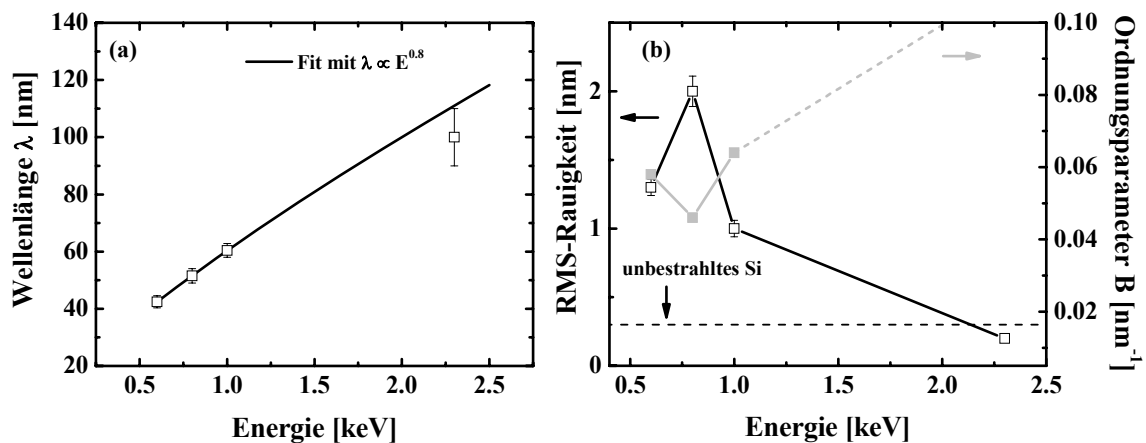 140
120
100
80
60
40
20
Wellenlänge λ [nm]
(a)
Fit mit λ ∝ E^0.8
0.5 1.0 1.5 2.0 2.5
Energie [keV]
2
1
0
RMS-Rauigkeit [nm]
(b)
unbestrahltes Si
0.5 1.0 1.5 2.0 2.5
Energie [keV]
0.10
0.08
0.06
0.04
0.02
Ordnungsparameter B [nm^-1]